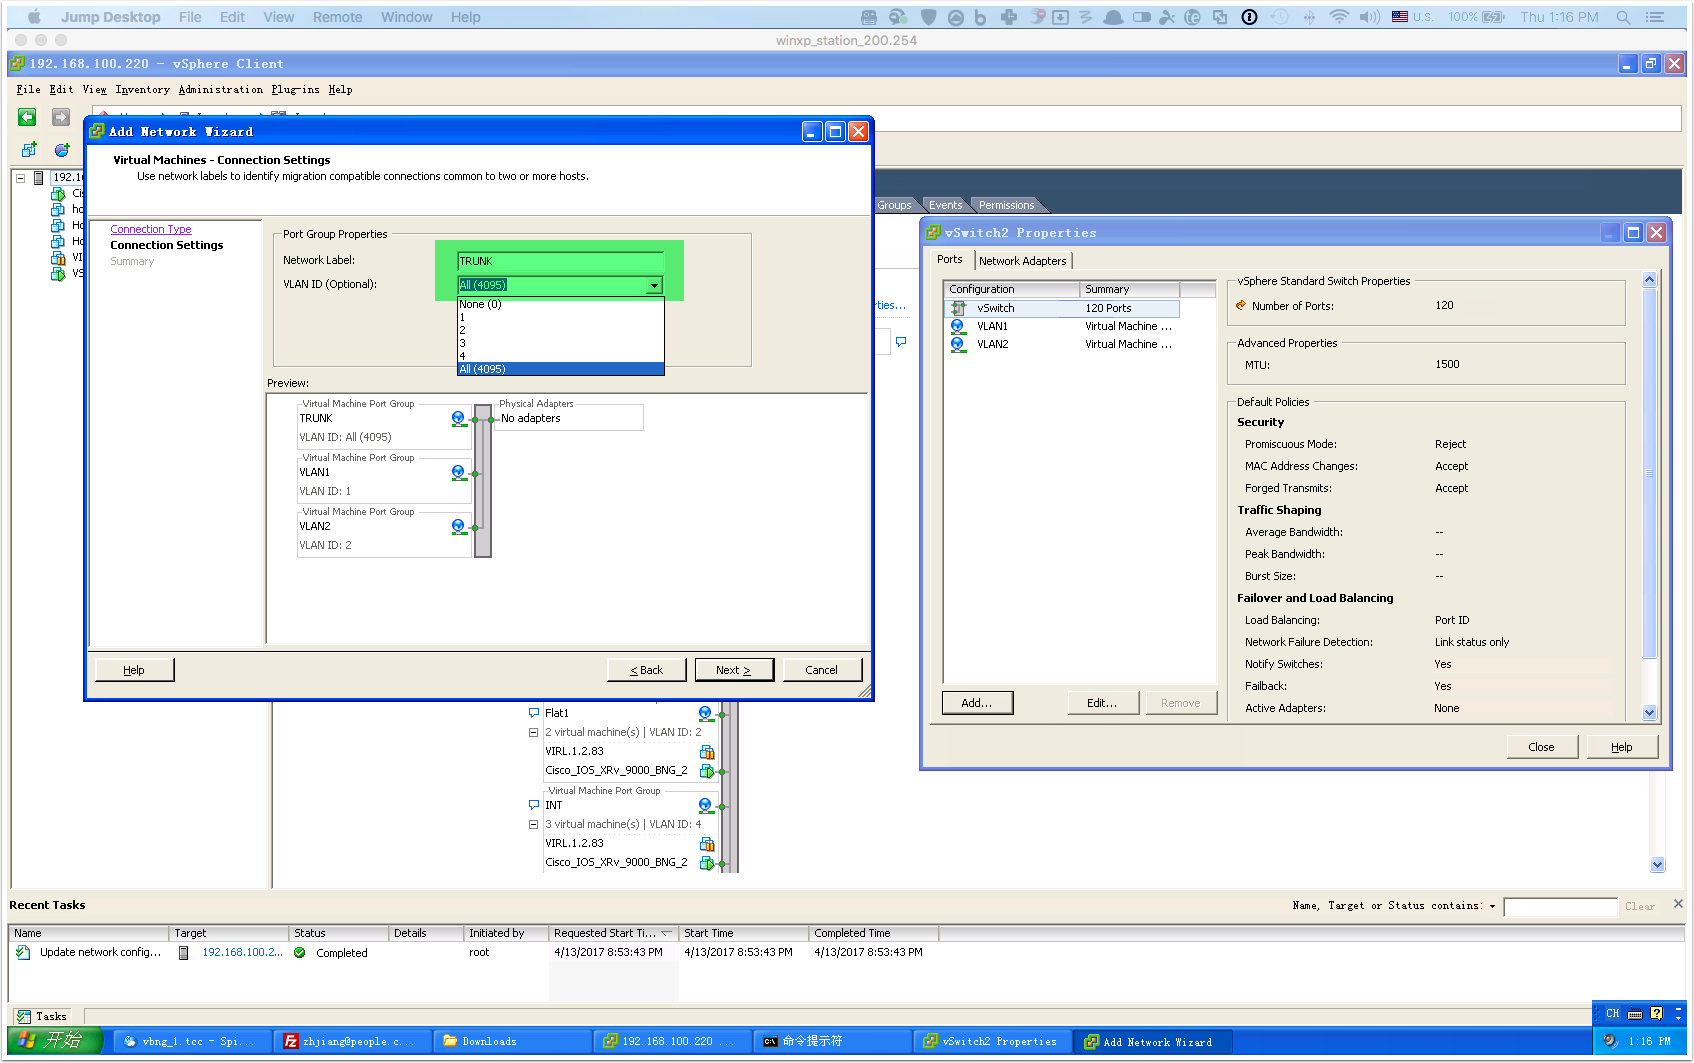 Jump Desktop File Edit View Remote Window Help
U.S. 100% Thu 1:16 PM
winxp_station_200.254
192.168.100.220 - vSphere Client
File Edit View Inventory Administration Plug-ins Help
Add Network Wizard
Virtual Machines - Connection Settings
Use network labels to identify migration compatible connections common to two or more hosts.
Connection Type
Connection Settings
Summary
Port Group Properties
Network Label: TRUNK
VLAN ID (Optional): All (4095)
None (0)
1
2
3
4
All (4095)
Preview:
Virtual Machine Port Group
TRUNK
VLAN ID: All (4095)
Physical Adapters
No adapters
Virtual Machine Port Group
VLAN1
VLAN ID: 1
Virtual Machine Port Group
VLAN2
VLAN ID: 2
Help < Back Next > Cancel
Groups Events Permissions
vSwitch2 Properties
Ports Network Adapters
Configuration Summary
vSwitch 120 Ports
VLAN1 Virtual Machine ...
VLAN2 Virtual Machine ...
Add... Edit... Remove
vSphere Standard Switch Properties
Number of Ports: 120
Advanced Properties
MTU: 1500
Default Policies
Security
Promiscuous Mode: Reject
MAC Address Changes: Accept
Forged Transmits: Accept
Traffic Shaping
Average Bandwidth: --
Peak Bandwidth: --
Burst Size: --
Failover and Load Balancing
Load Balancing: Port ID
Network Failure Detection: Link status only
Notify Switches: Yes
Failback: Yes
Active Adapters: None
Close Help
Flat1
2 virtual machine(s) | VLAN ID: 2
VIRL.1.2.83
Cisco_IOS_XRv_9000_BNG_2
Virtual Machine Port Group
INT
3 virtual machine(s) | VLAN ID: 4
VIRL.1.2.83
Cisco_IOS_XRv_9000_BNG_2
Recent Tasks
Name, Target or Status contains: Clear
Name Target Status Details Initiated by Requested Start Ti... Start Time Completed Time
Update network config... 192.168.100.2... Completed root 4/13/2017 8:53:43 PM 4/13/2017 8:53:43 PM 4/13/2017 8:53:43 PM
Tasks
CH
开始 vbng_1.tcc - Spi... zhjiang@people.c... Downloads 192.168.100.220 ... 命令提示符 vSwitch2 Properties Add Network Wizard 1:16 PM